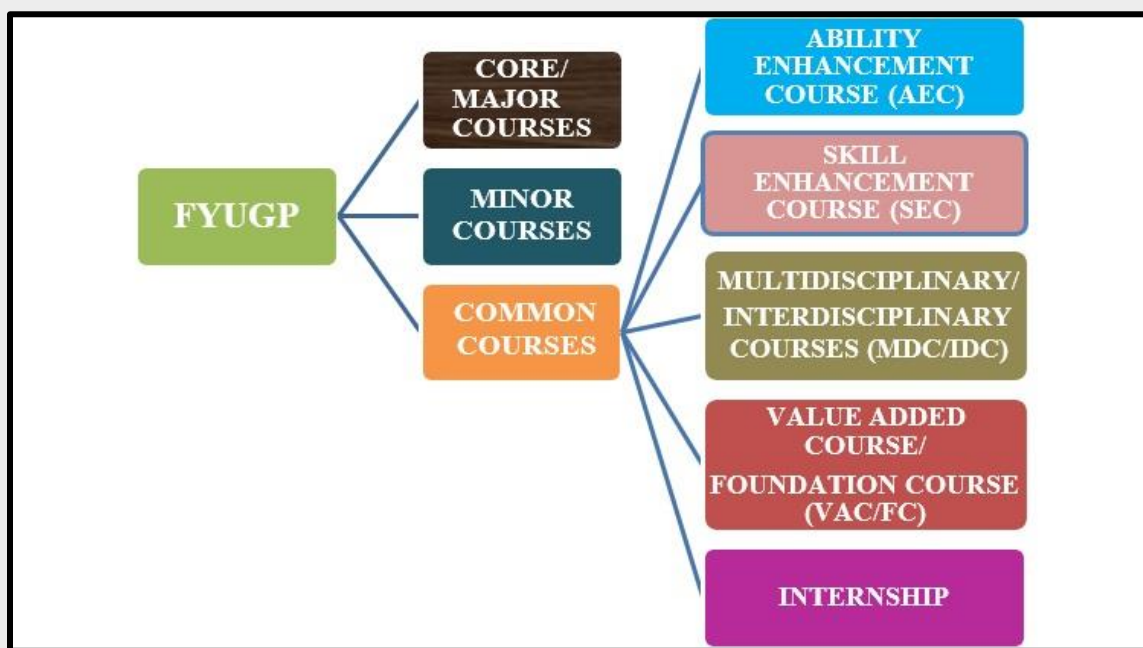 FYUGP
CORE/
MAJOR
COURSES
MINOR
COURSES
COMMON
COURSES
ABILITY
ENHANCEMENT
COURSE (AEC)
SKILL
ENHANCEMENT
COURSE (SEC)
MULTIDISCIPLINARY/
INTERDISCIPLINARY
COURSES (MDC/IDC)
VALUE ADDED
COURSE/
FOUNDATION COURSE
(VAC/FC)
INTERNSHIP